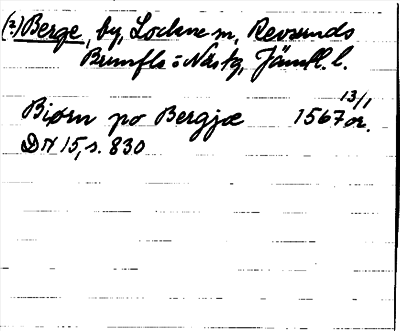 (2) Berge, by, Lockne sn, Revsunds
Brunflo o Näs tg, Jämtl. l.
13/1
Biørn po Bergjæ 1567 or.
DN 15, s. 830